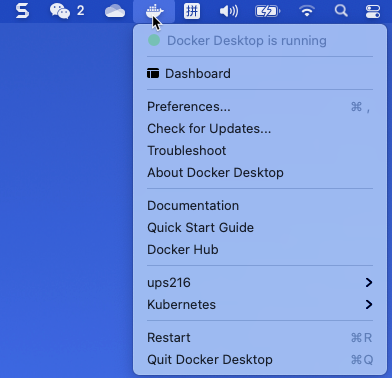 S 2 拼
Docker Desktop is running
Dashboard
Preferences... ⌘ ,
Check for Updates...
Troubleshoot
About Docker Desktop
Documentation
Quick Start Guide
Docker Hub
ups216
Kubernetes
Restart ⌘R
Quit Docker Desktop ⌘Q